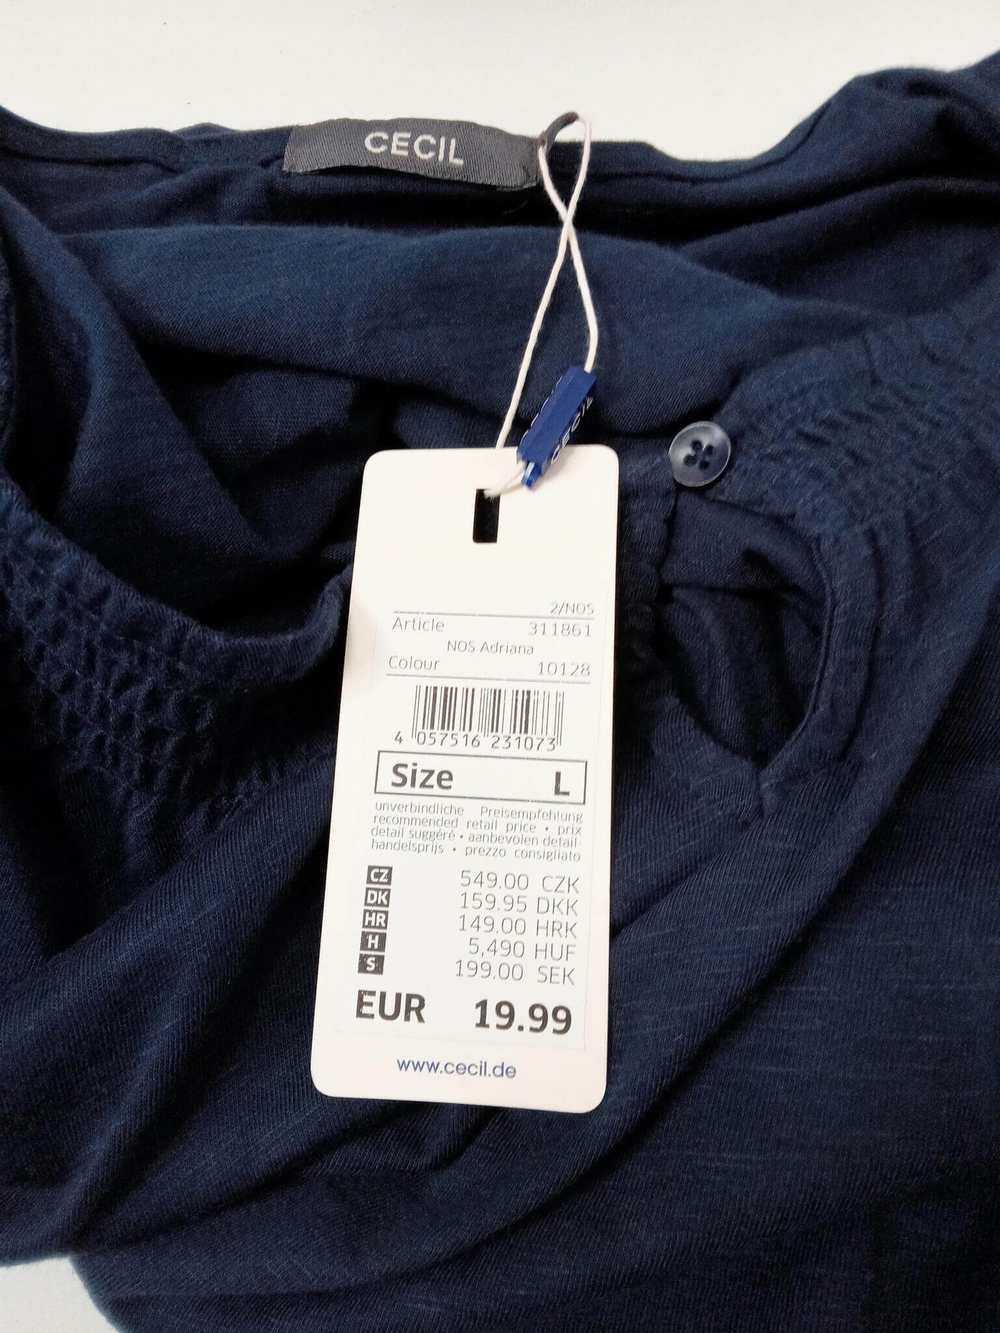 CECIL
CECIL
2/NOS
Article 311861
NOS Adriana
Colour 10128
4 057516 231073
Size L
unverbindliche Preisempfehlung
recommended retail price • prix
detail suggéré • aanbevolen detail-
handelsprijs • prezzo consigliato
CZ 549.00 CZK
DK 159.95 DKK
HR 149.00 HRK
H 5,490 HUF
S 199.00 SEK
EUR 19.99
www.cecil.de